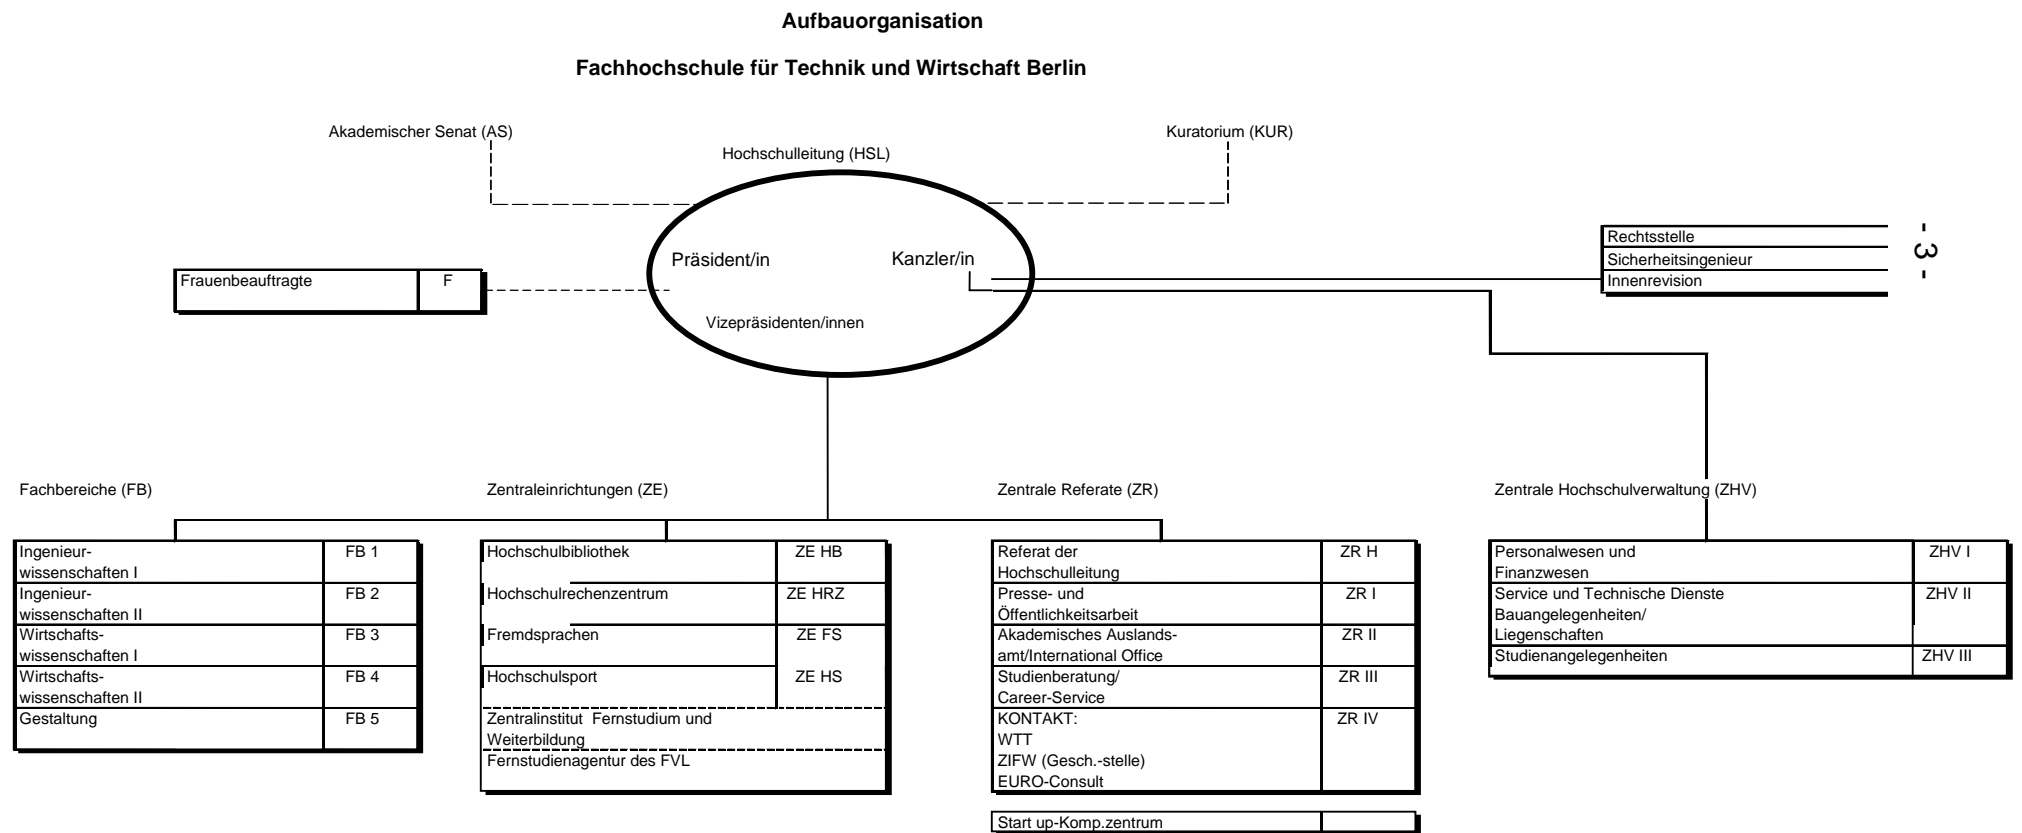 Aufbauorganisation
Fachhochschule für Technik und Wirtschaft Berlin
Akademischer Senat (AS)
Kuratorium (KUR)
Hochschulleitung (HSL)
Präsident/in
Kanzler/in
Vizepräsidenten/innen
Frauenbeauftragte F
Rechtsstelle
Sicherheitsingenieur
Innenrevision
- 3 -
Fachbereiche (FB)
Ingenieur- FB 1
wissenschaften I
Ingenieur- FB 2
wissenschaften II
Wirtschafts- FB 3
wissenschaften I
Wirtschafts- FB 4
wissenschaften II
Gestaltung FB 5
Zentraleinrichtungen (ZE)
Hochschulbibliothek ZE HB
Hochschulrechenzentrum ZE HRZ
Fremdsprachen ZE FS
Hochschulsport ZE HS
Zentralinstitut Fernstudium und
Weiterbildung
Fernstudienagentur des FVL
Zentrale Referate (ZR)
Referat der ZR H
Hochschulleitung
Presse- und ZR I
Öffentlichkeitsarbeit
Akademisches Auslands- ZR II
amt/International Office
Studienberatung/ ZR III
Career-Service
KONTAKT: ZR IV
WTT
ZIFW (Gesch.-stelle)
EURO-Consult
Start up-Komp.zentrum
Zentrale Hochschulverwaltung (ZHV)
Personalwesen und ZHV I
Finanzwesen
Service und Technische Dienste ZHV II
Bauangelegenheiten/
Liegenschaften
Studienangelegenheiten ZHV III